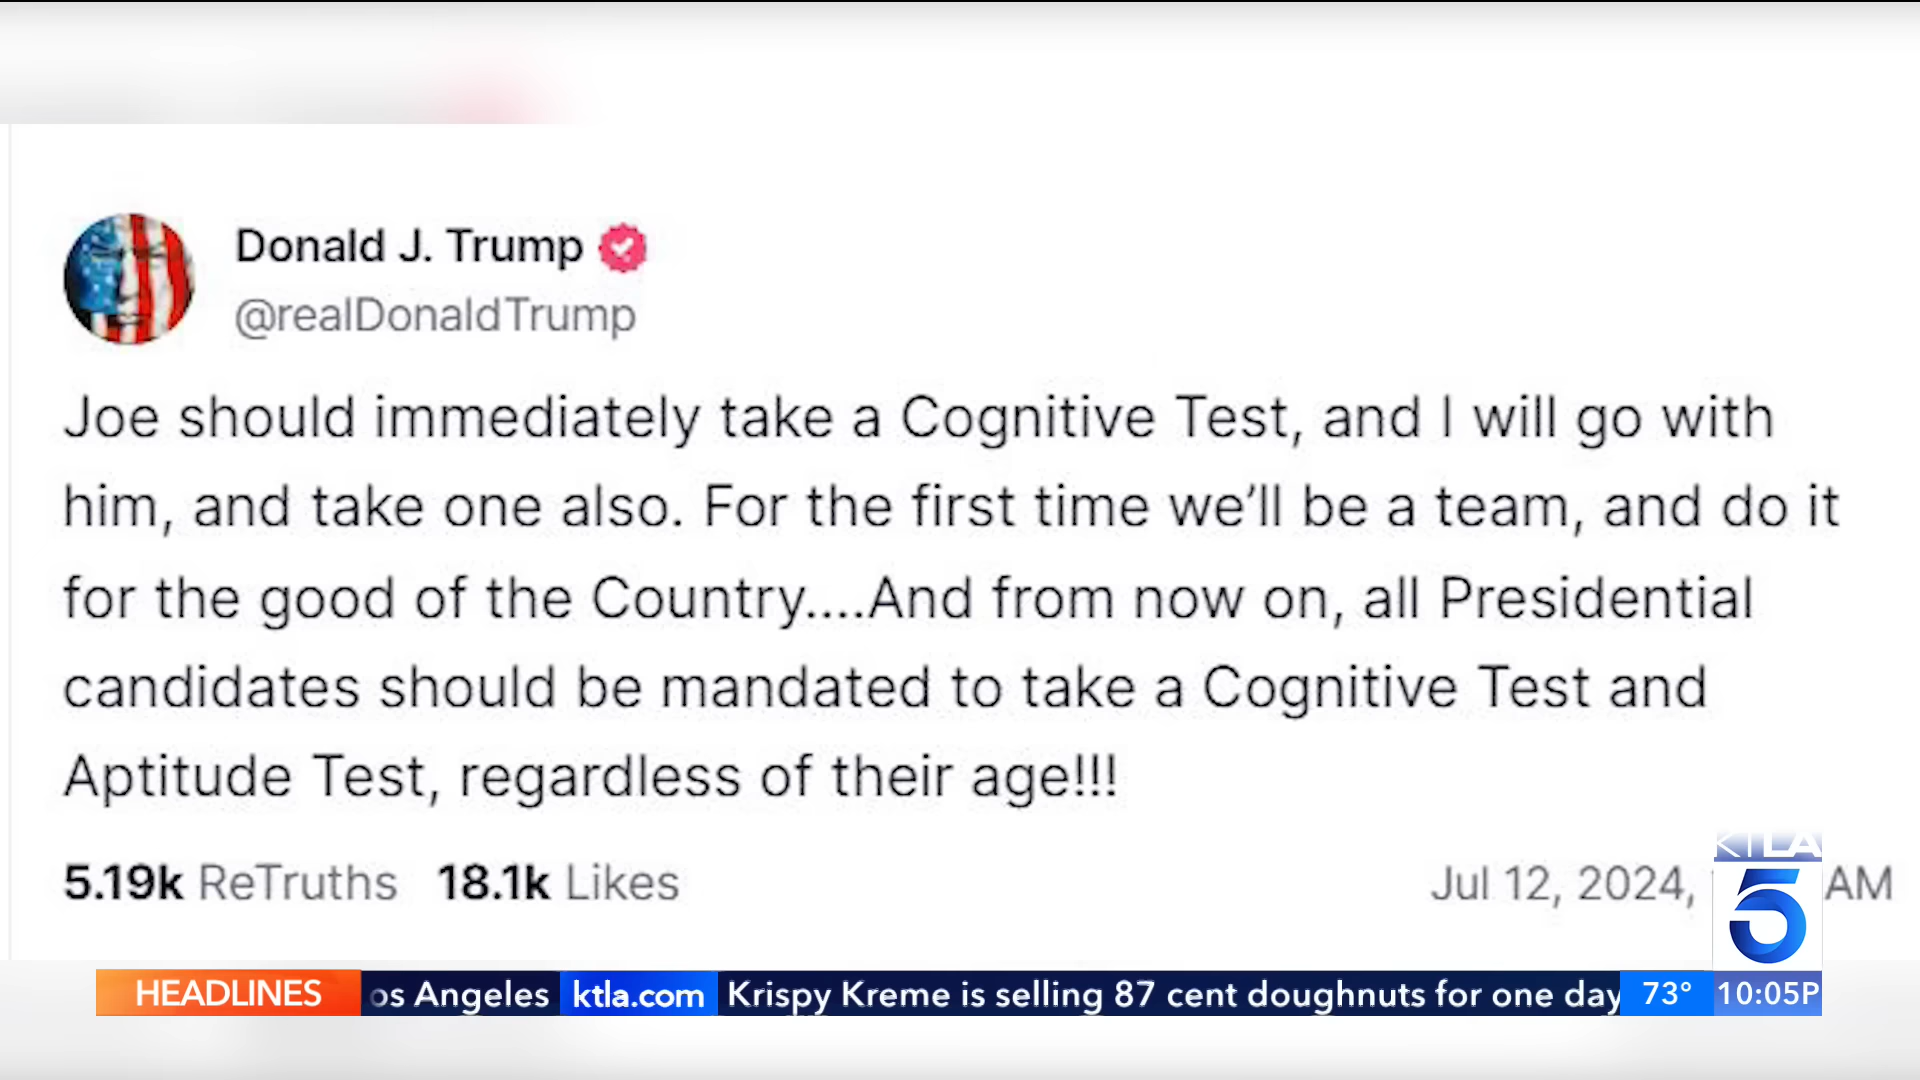 Donald J. Trump
@realDonaldTrump
Joe should immediately take a Cognitive Test, and I will go with
him, and take one also. For the first time we'll be a team, and do it
for the good of the Country....And from now on, all Presidential
candidates should be mandated to take a Cognitive Test and
Aptitude Test, regardless of their age!!!
5.19k ReTruths 18.1k Likes
Jul 12, 2024, AM
KTLA
5
HEADLINES os Angeles ktla.com Krispy Kreme is selling 87 cent doughnuts for one day 73° 10:05P